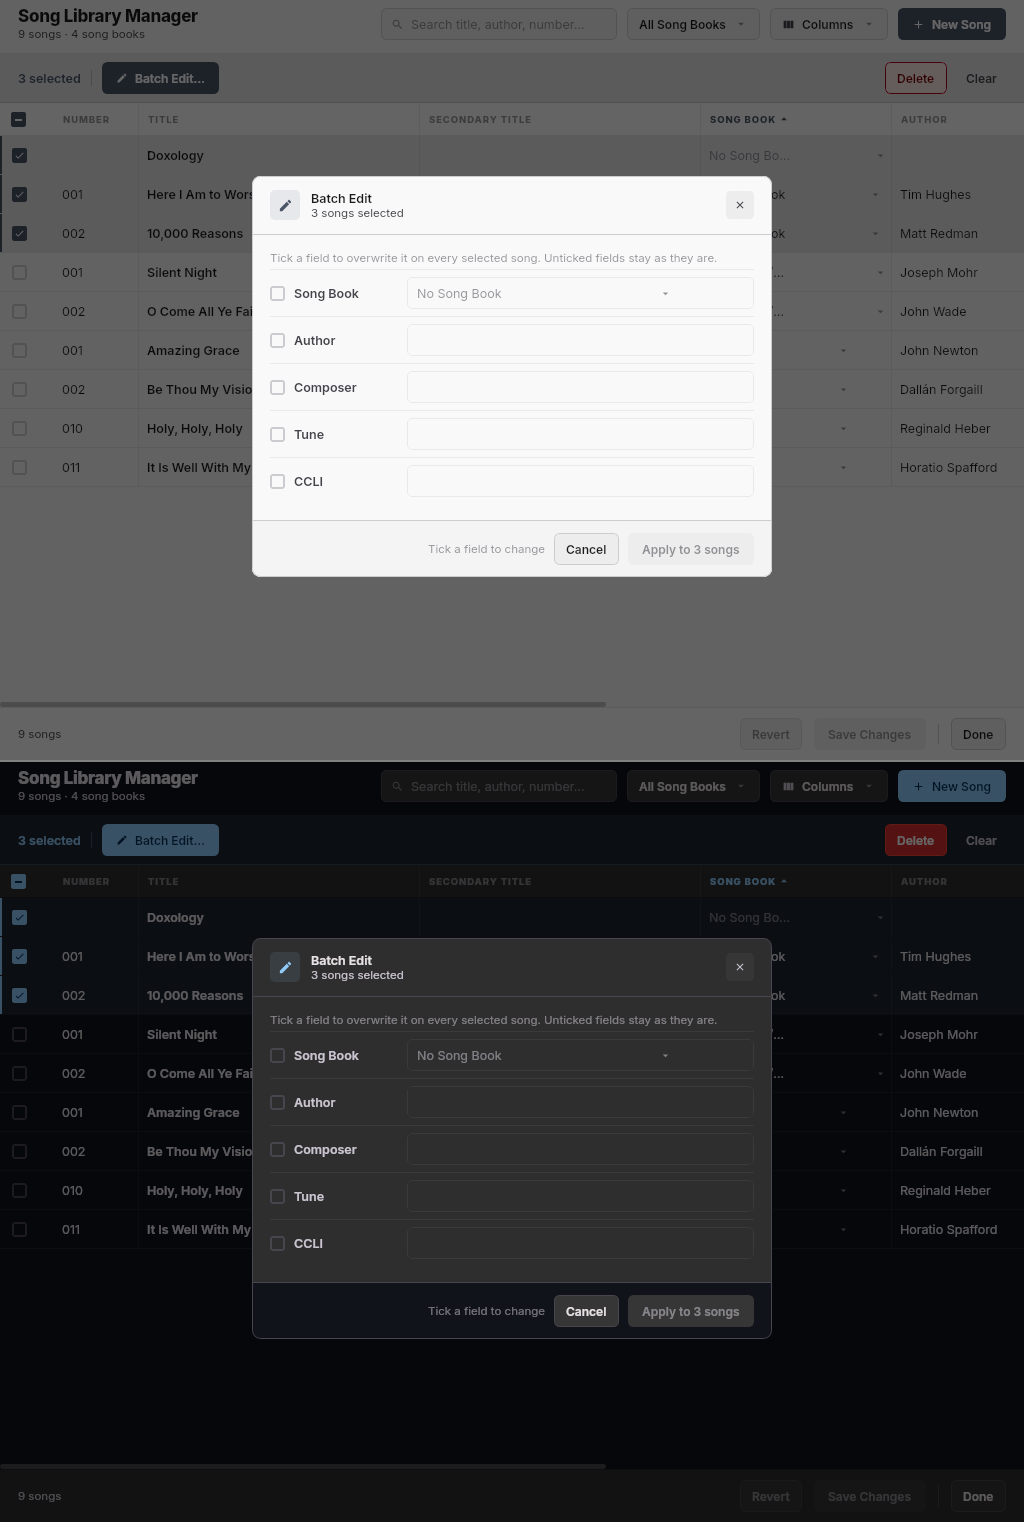 Song Library Manager
9 songs · 4 song books
Search title, author, number...
All Song Books
Columns
+ New Song
3 selected
Batch Edit...
Delete
Clear
NUMBER TITLE SECONDARY TITLE SONG BOOK AUTHOR
Doxology No Song Bo...
001 Here I Am to Wors ok Tim Hughes
002 10,000 Reasons ok Matt Redman
001 Silent Night ... Joseph Mohr
002 O Come All Ye Fai ... John Wade
001 Amazing Grace John Newton
002 Be Thou My Visio Dallán Forgaill
010 Holy, Holy, Holy Reginald Heber
011 It Is Well With My Horatio Spafford
Batch Edit
3 songs selected
×
Tick a field to overwrite it on every selected song. Unticked fields stay as they are.
Song Book No Song Book
Author
Composer
Tune
CCLI
Tick a field to change Cancel Apply to 3 songs
9 songs
Revert Save Changes Done
Song Library Manager
9 songs · 4 song books
Search title, author, number...
All Song Books
Columns
+ New Song
3 selected
Batch Edit...
Delete
Clear
NUMBER TITLE SECONDARY TITLE SONG BOOK AUTHOR
Doxology No Song Bo...
001 Here I Am to Wors ok Tim Hughes
002 10,000 Reasons ok Matt Redman
001 Silent Night ... Joseph Mohr
002 O Come All Ye Fai ... John Wade
001 Amazing Grace John Newton
002 Be Thou My Visio Dallán Forgaill
010 Holy, Holy, Holy Reginald Heber
011 It Is Well With My Horatio Spafford
Batch Edit
3 songs selected
×
Tick a field to overwrite it on every selected song. Unticked fields stay as they are.
Song Book No Song Book
Author
Composer
Tune
CCLI
Tick a field to change Cancel Apply to 3 songs
9 songs
Revert Save Changes Done